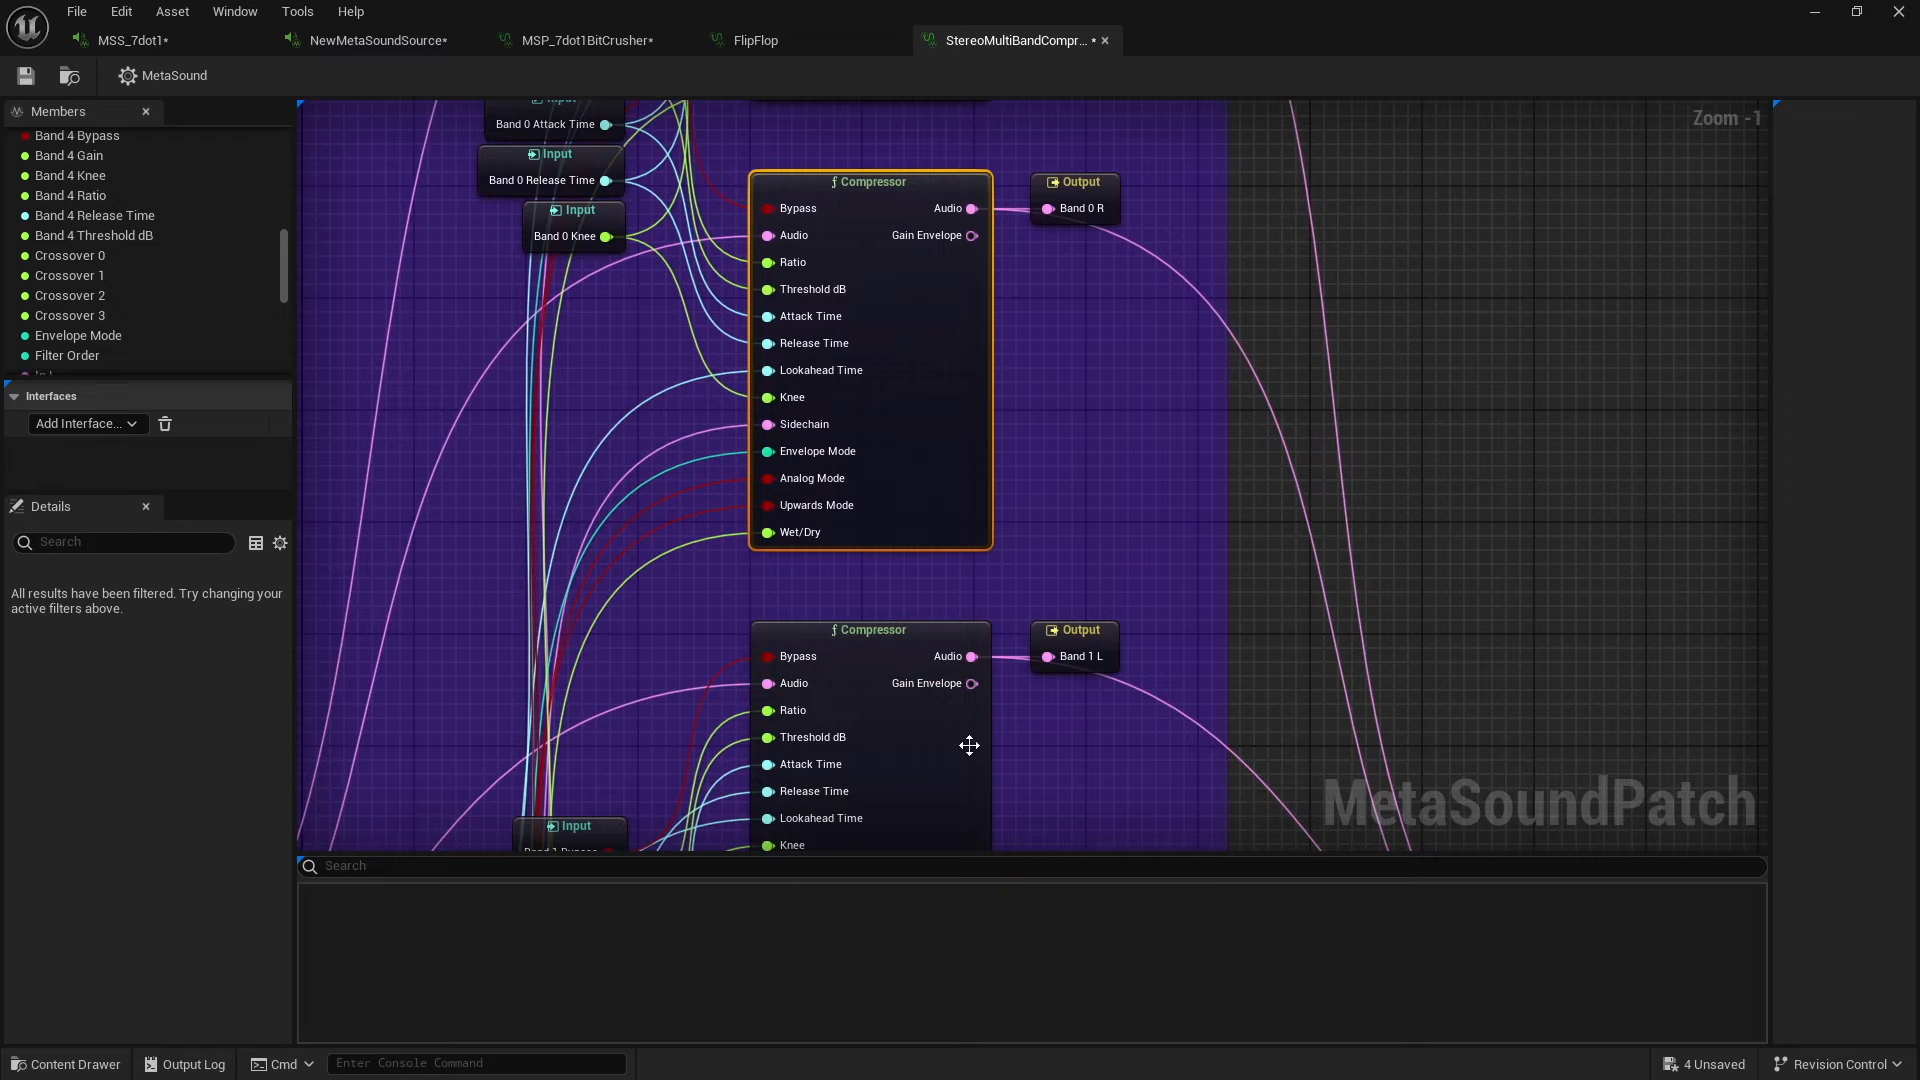 File Edit Asset Window Tools Help
MSS_7dot1* NewMetaSoundSource* MSP_7dot1BitCrusher* FlipFlop StereoMultiBandCompr... *
MetaSound
Members
Band 4 Bypass
Band 4 Gain
Band 4 Knee
Band 4 Ratio
Band 4 Release Time
Band 4 Threshold dB
Crossover 0
Crossover 1
Crossover 2
Crossover 3
Envelope Mode
Filter Order
Interfaces
Add Interface...
Details
Search
All results have been filtered. Try changing your
active filters above.
Zoom -1
Input
Band 0 Attack Time
Input
Band 0 Release Time
Input
Band 0 Knee
Compressor
Bypass Audio
Audio Gain Envelope
Ratio
Threshold dB
Attack Time
Release Time
Lookahead Time
Knee
Sidechain
Envelope Mode
Analog Mode
Upwards Mode
Wet/Dry
Output
Band 0 R
Compressor
Bypass Audio
Audio Gain Envelope
Ratio
Threshold dB
Attack Time
Release Time
Lookahead Time
Knee
Output
Band 1 L
Input
Band 1 Bypass
MetaSoundPatch
Search
Content Drawer Output Log Cmd Enter Console Command 4 Unsaved Revision Control